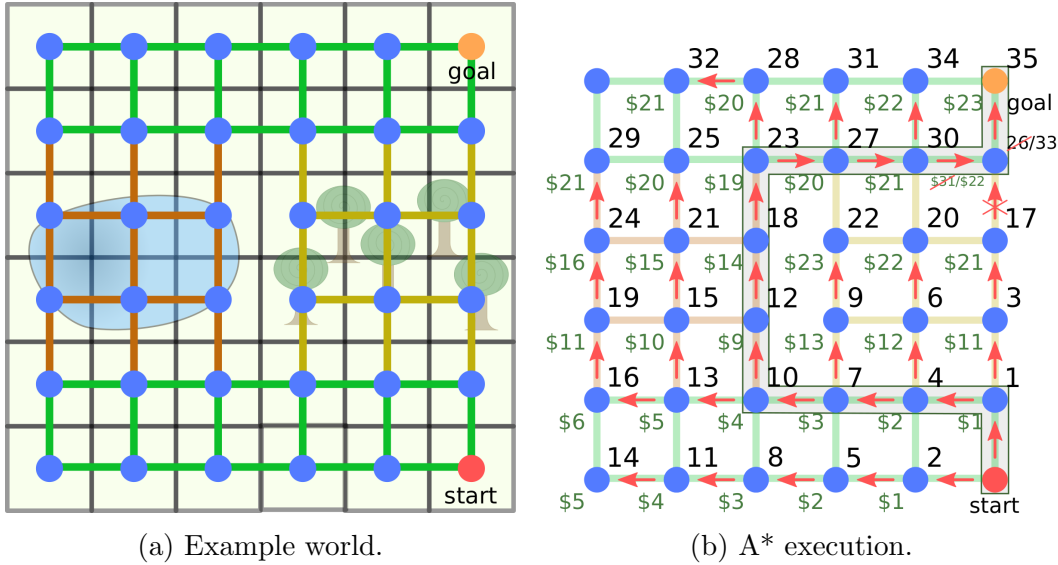 goal
start
32 28 31 34 35
$21 $20 $21 $22 $23 goal
29 25 23 27 30 26/33
$21 $20 $19 $20 $21 $31/$22
24 21 18 22 20 17
$16 $15 $14 $23 $22 $21
19 15 12 9 6 3
$11 $10 $9 $13 $12 $11
16 13 10 7 4 1
$6 $5 $4 $3 $2 $1
14 11 8 5 2
$5 $4 $3 $2 $1 start
(a) Example world.
(b) A* execution.